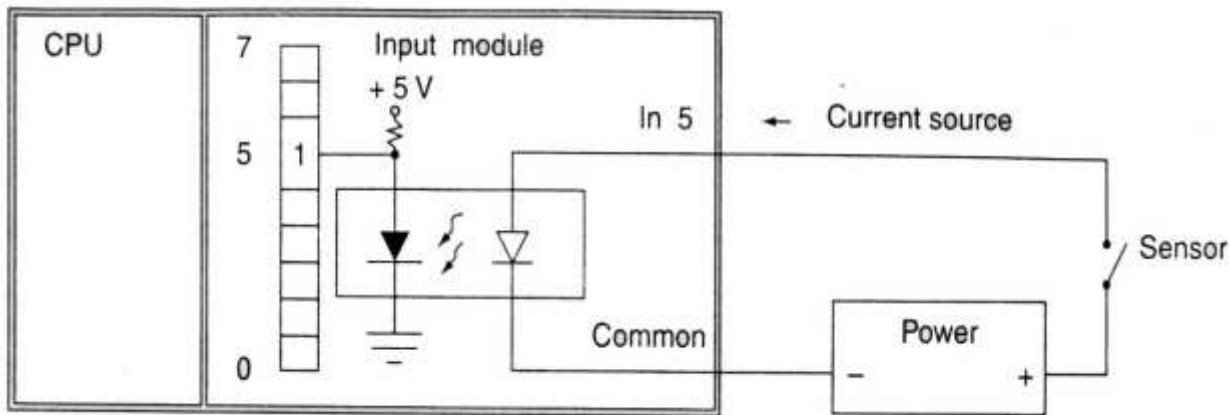 CPU
7
Input module
+ 5 V
In 5
← Current source
5
1
Sensor
Common
Power
0
- +